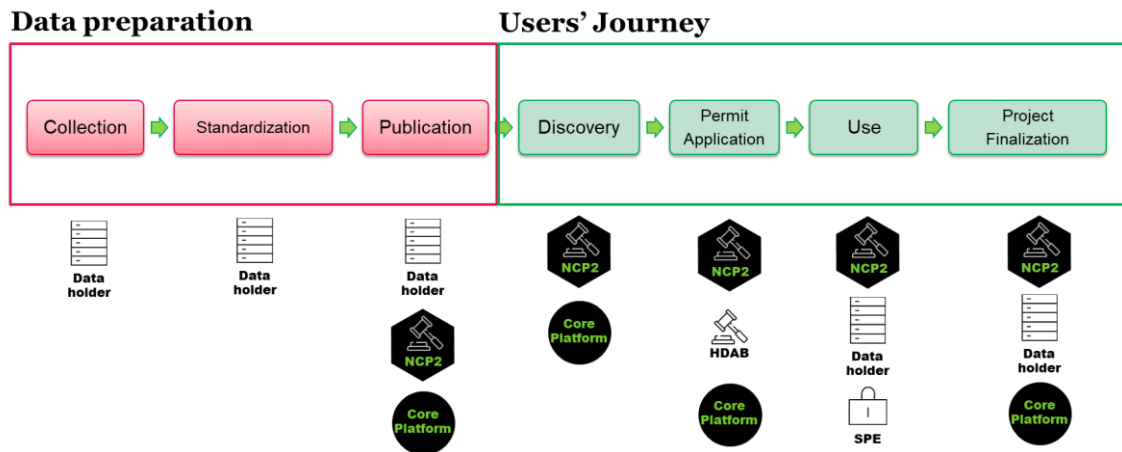 Data preparation
Users' Journey
Collection
Standardization
Publication
Discovery
Permit
Application
Use
Project
Finalization
Data
holder
Data
holder
Data
holder
NCP2
Core
Platform
NCP2
Core
Platform
NCP2
HDAB
Core
Platform
NCP2
Data
holder
SPE
NCP2
Data
holder
Core
Platform